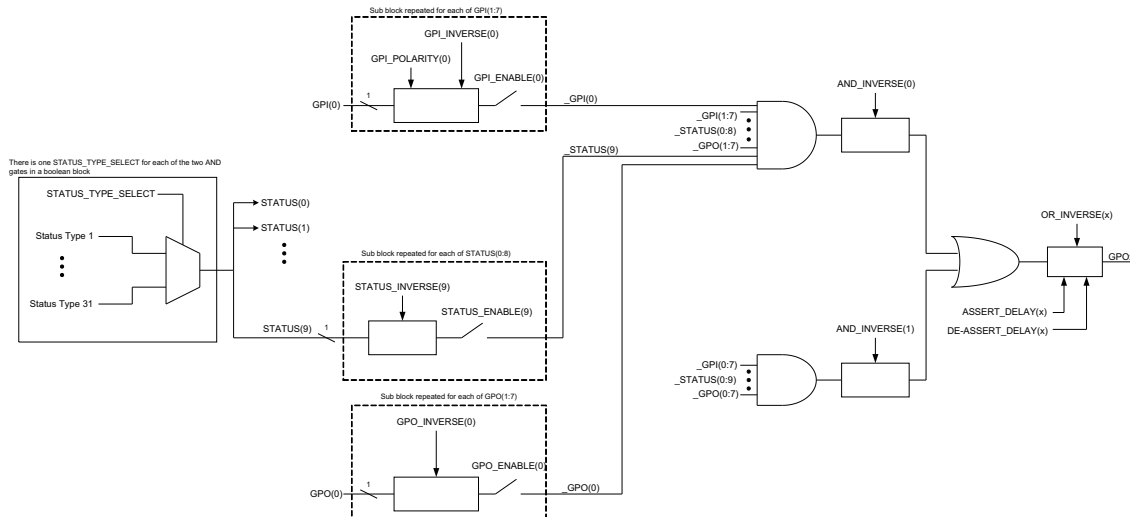 Sub block repeated for each of GPI(1:7)
GPI_INVERSE(0)
GPI_POLARITY(0)
GPI_ENABLE(0)
GPI(0)
1
_GPI(0)
_GPI(1:7)
_STATUS(0:8)
_GPO(1:7)
AND_INVERSE(0)
There is one STATUS_TYPE_SELECT for each of the two AND
gates in a boolean block
STATUS_TYPE_SELECT
Status Type 1
Status Type 31
STATUS(0)
STATUS(1)
STATUS(9)
1
Sub block repeated for each of STATUS(0:8)
STATUS_INVERSE(9)
STATUS_ENABLE(9)
_STATUS(9)
OR_INVERSE(x)
GPO
ASSERT_DELAY(x)
DE-ASSERT_DELAY(x)
AND_INVERSE(1)
_GPI(0:7)
_STATUS(0:9)
_GPO(0:7)
Sub block repeated for each of GPO(1:7)
GPO_INVERSE(0)
GPO_ENABLE(0)
GPO(0)
1
_GPO(0)